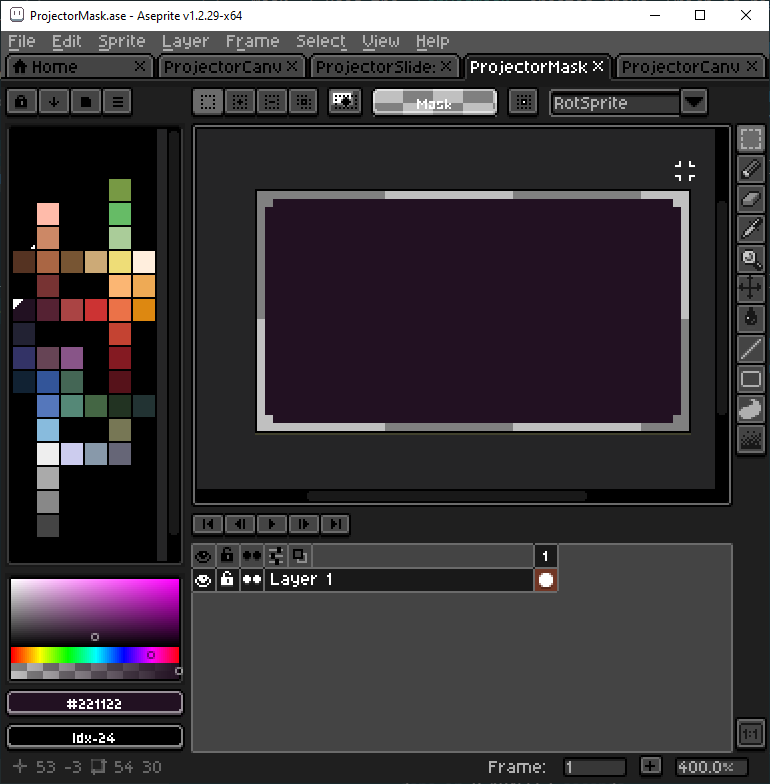 ProjectorMask.ase - Aseprite v1.2.29-x64
File Edit Sprite Layer Frame Select View Help
Home ProjectorCanv ProjectorSlide: ProjectorMask ProjectorCanv
Mask RotSprite
1
Layer 1
#221122
Idx-24
1:1
53 -3 54 30 Frame: 1 400.0%